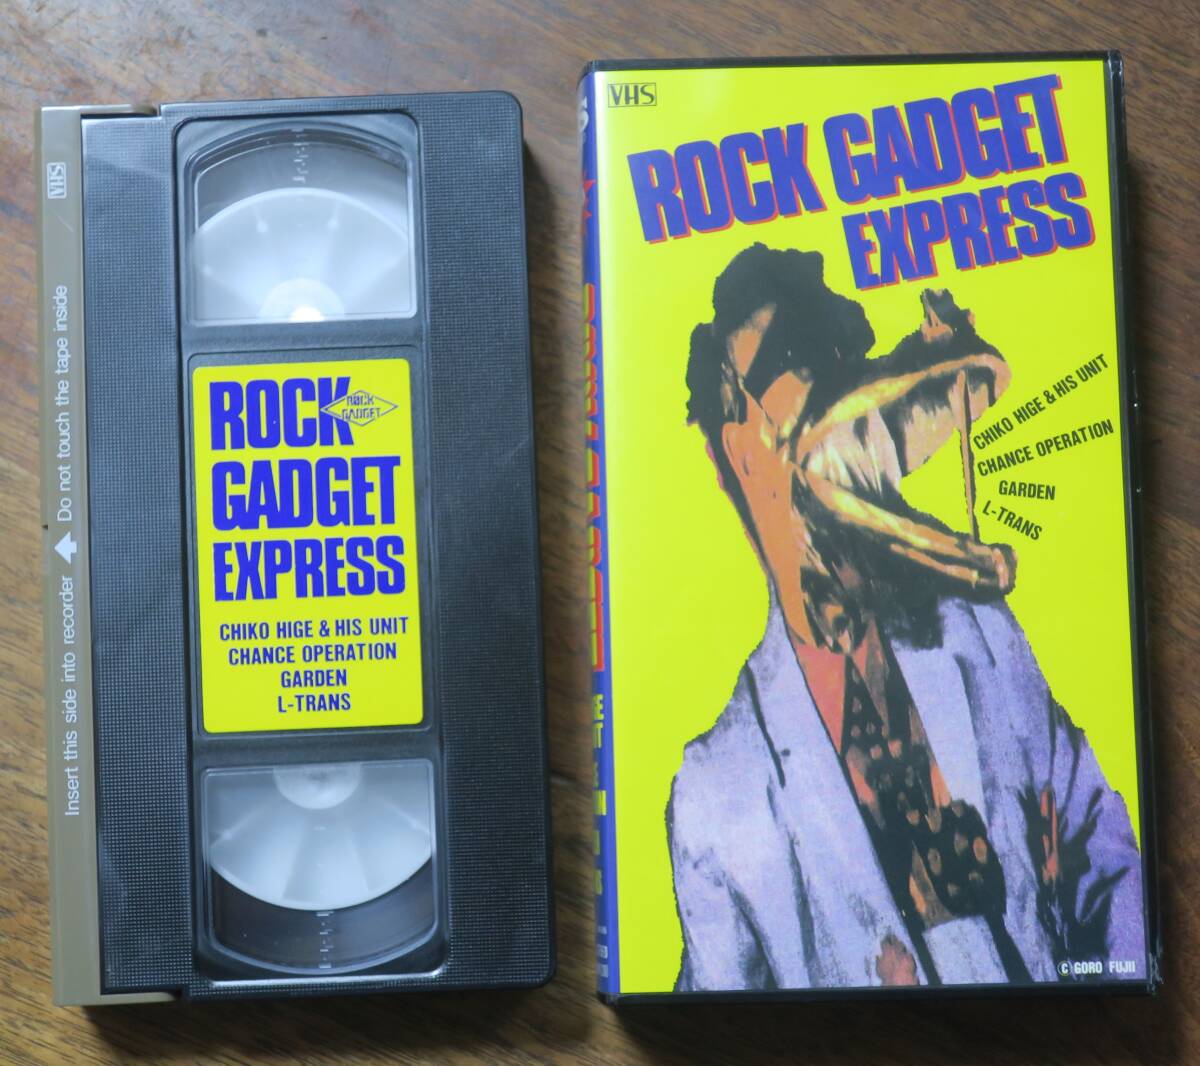 VHS
Insert this side into recorder ⬆ Do not touch the tape inside
ROCK
ROCK
GADGET
GADGET
EXPRESS
CHIKO HIGE & HIS UNIT
CHANCE OPERATION
GARDEN
L-TRANS
VHS
ROCK GADGET
EXPRESS
CHIKO HIGE & HIS UNIT
CHANCE OPERATION
GARDEN
L-TRANS
© GORO FUJII